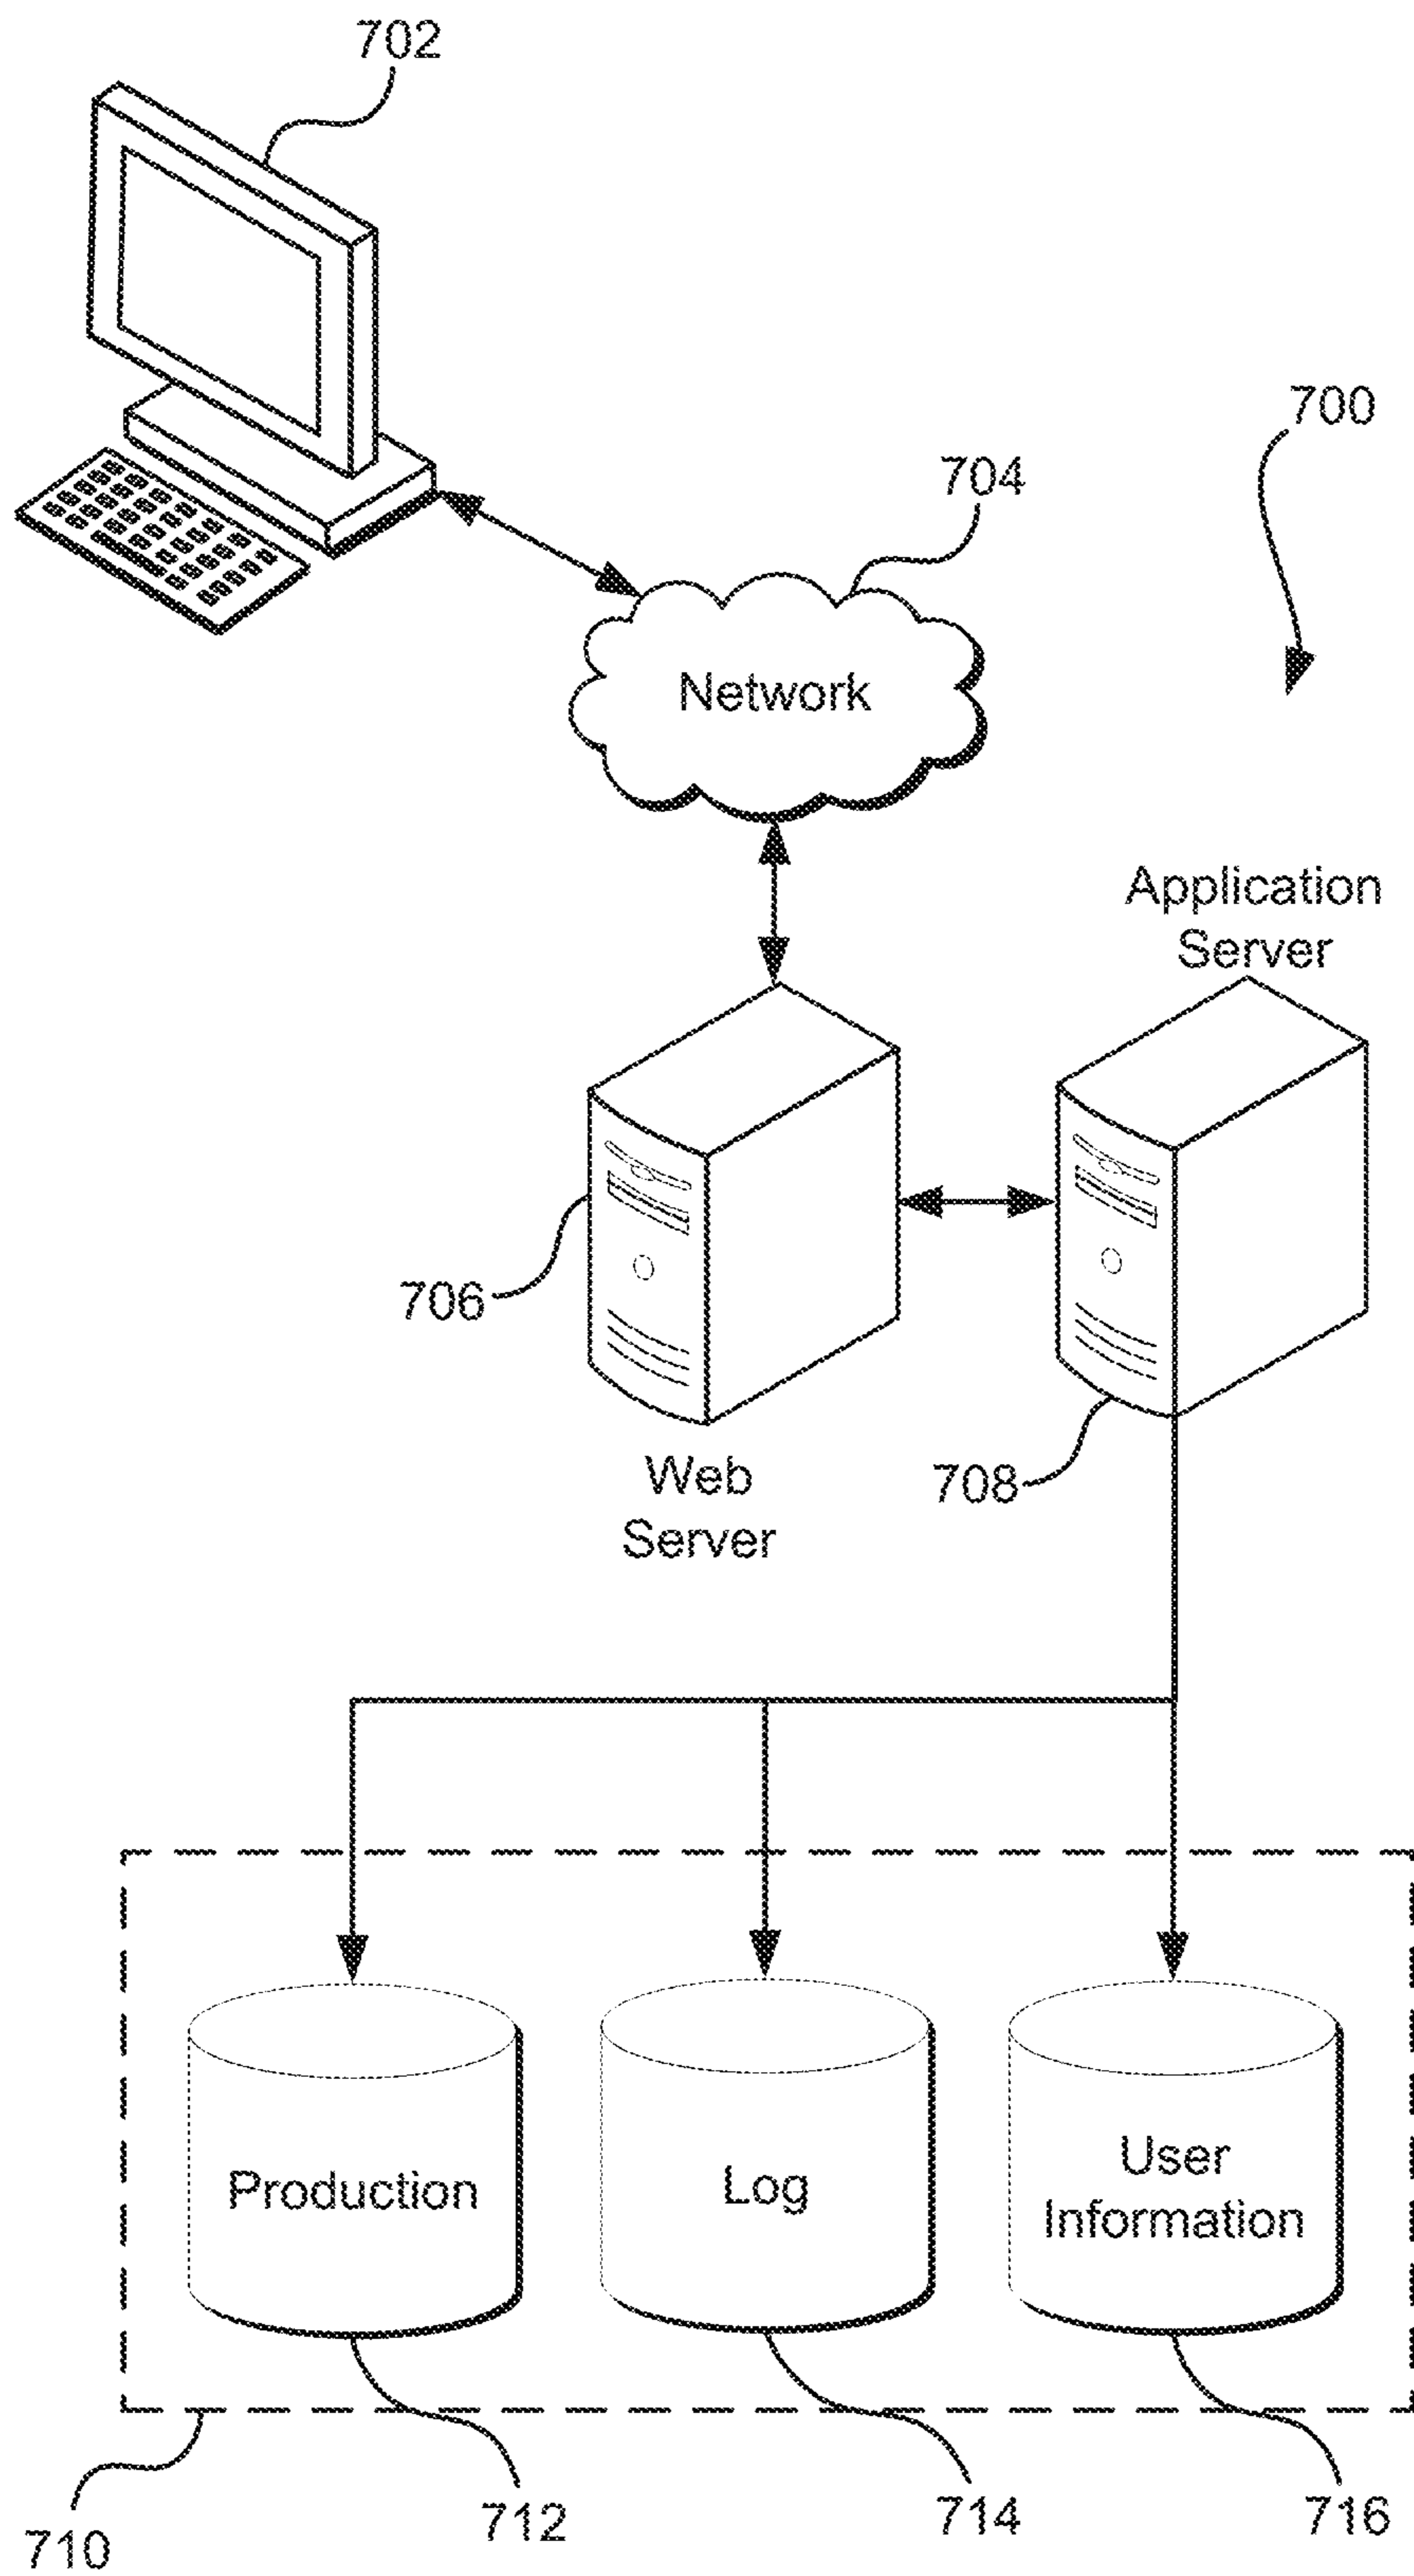 702
700
704
Network
Application
Server
706
708
Web
Server
Production
Log
User
Information
710
712
714
716